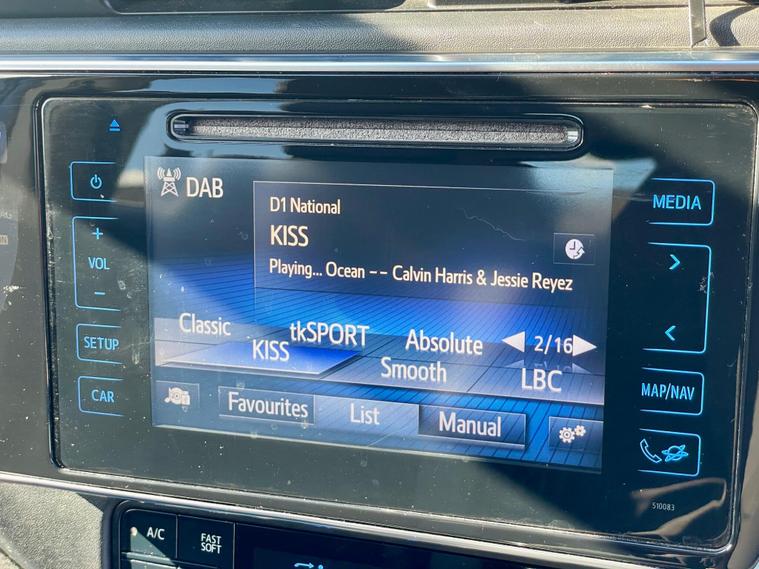 DAB
D1 National
KISS
Playing... Ocean -- Calvin Harris & Jessie Reyez
Classic
tkSPORT
Absolute
2/16
KISS
Smooth
LBC
Favourites
List
Manual
+
VOL
-
SETUP
CAR
MEDIA
>
<
MAP/NAV
510083
A/C
FAST
SOFT